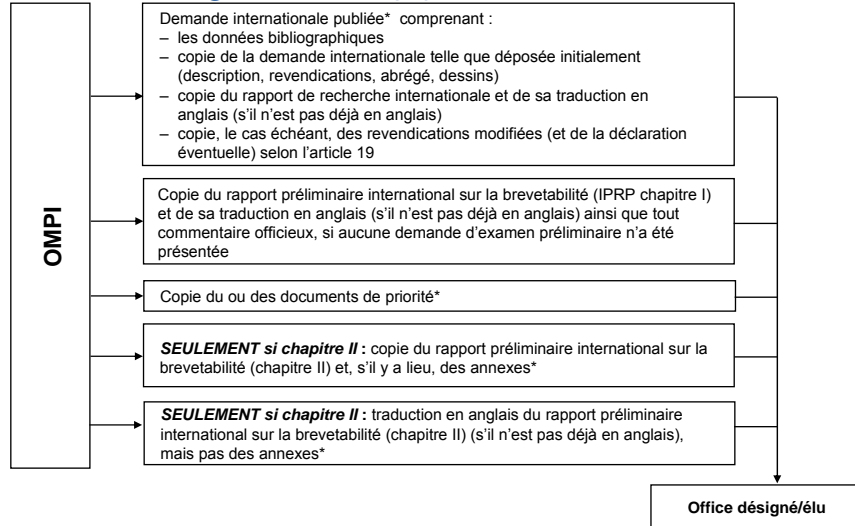 Demande internationale publiée* comprenant :
– les données bibliographiques
– copie de la demande internationale telle que déposée initialement
(description, revendications, abrégé, dessins)
– copie du rapport de recherche internationale et de sa traduction en
anglais (s'il n'est pas déjà en anglais)
– copie, le cas échéant, des revendications modifiées (et de la déclaration
éventuelle) selon l'article 19
OMPI
Copie du rapport préliminaire international sur la brevetabilité (IPRP chapitre I)
et de sa traduction en anglais (s'il n'est pas déjà en anglais) ainsi que tout
commentaire officieux, si aucune demande d'examen préliminaire n'a été
présentée
Copie du ou des documents de priorité*
SEULEMENT si chapitre II : copie du rapport préliminaire international sur la
brevetabilité (chapitre II) et, s'il y a lieu, des annexes*
SEULEMENT si chapitre II : traduction en anglais du rapport préliminaire
international sur la brevetabilité (chapitre II) (s'il n'est pas déjà en anglais),
mais pas des annexes*
Office désigné/élu